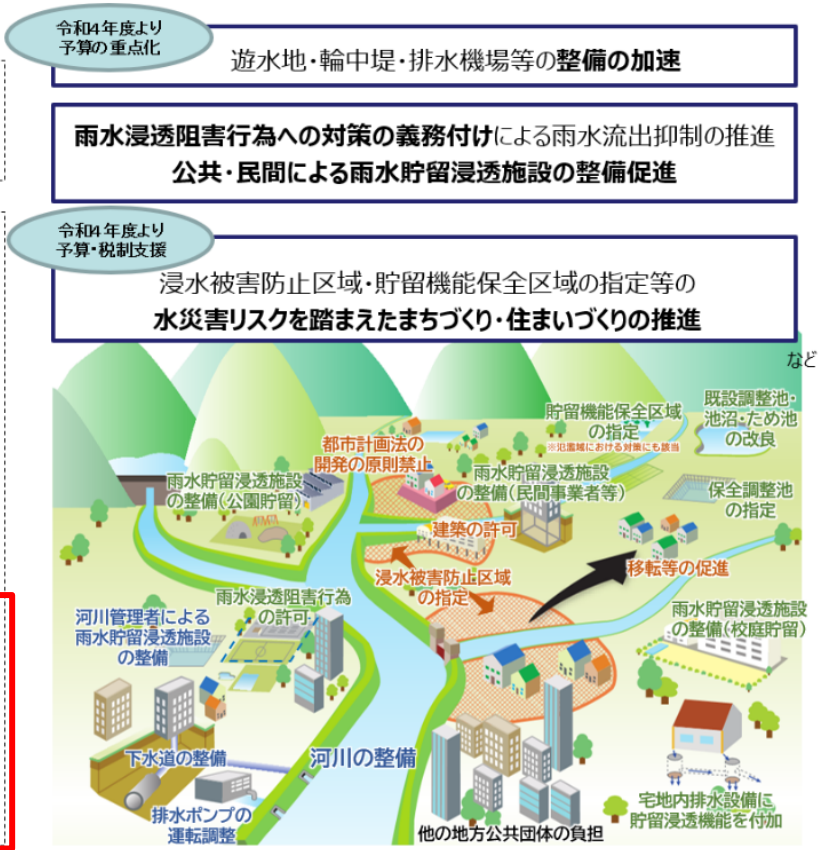 令和4年度より
予算の重点化
遊水地・輪中堤・排水機場等の整備の加速
雨水浸透阻害行為への対策の義務付けによる雨水流出抑制の推進
公共・民間による雨水貯留浸透施設の整備促進
令和4年度より
予算・税制支援
浸水被害防止区域・貯留機能保全区域の指定等の
水災害リスクを踏まえたまちづくり・住まいづくりの推進
など
貯留機能保全区域
の指定
※氾濫域における対策にも該当
既設調整池・
池沼・ため池
の改良
都市計画法の
開発の原則禁止
雨水貯留浸透施設
の整備(公園貯留)
雨水貯留浸透施設
の整備(民間事業者等)
保全調整池
の指定
建築の許可
浸水被害防止区域
の指定
移転等の促進
雨水浸透阻害行為
の許可
河川管理者による
雨水貯留浸透施設
の整備
雨水貯留浸透施設
の整備(校庭貯留)
下水道の整備
河川の整備
排水ポンプの
運転調整
他の地方公共団体の負担
宅地内排水設備に
貯留浸透機能を付加